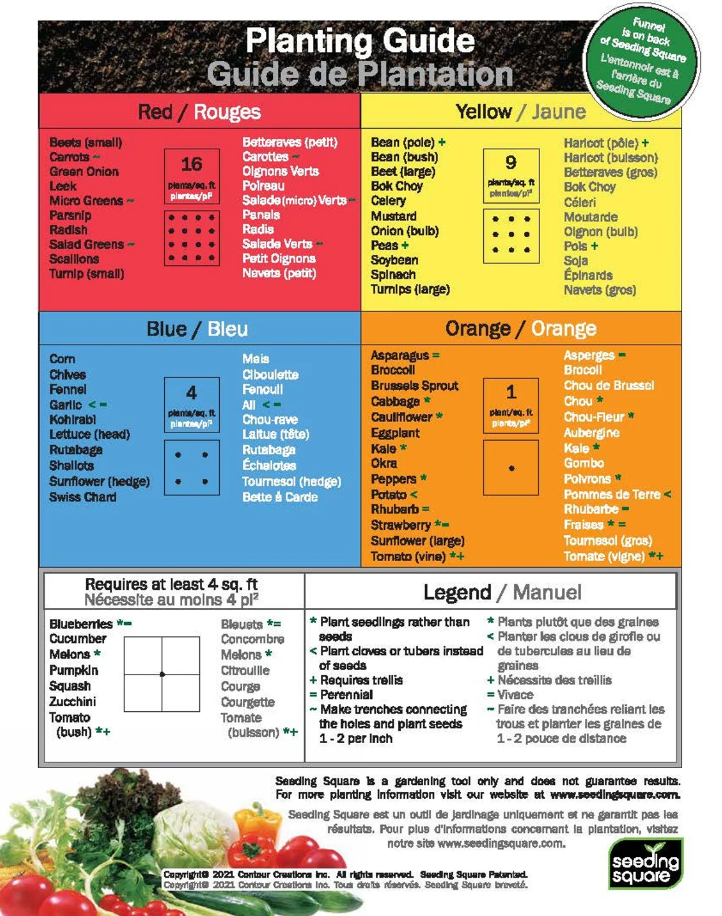 Planting Guide
Guide de Plantation
Funnel
is on back
of Seeding Square
L'entonnoir est à
l'arrière du
Seeding Square
Red / Rouges
Beets (small)
Carrots ~
Green Onion
Leek
Micro Greens ~
Parsnip
Radish
Salad Greens ~
Scallions
Turnip (small)
16
plants/sq. ft
plantes/pi²
Betteraves (petit)
Carottes ~
Oignons Verts
Poireau
Salade (micro) Verts ~
Panais
Radis
Salade Verts ~
Petit Oignons
Navets (petit)
Yellow / Jaune
Bean (pole) +
Bean (bush)
Beet (large)
Bok Choy
Celery
Mustard
Onion (bulb)
Peas +
Soybean
Spinach
Turnips (large)
9
plants/sq. ft
plantes/pi²
Haricot (pôle) +
Haricot (buisson)
Betteraves (gros)
Bok Choy
Céleri
Moutarde
Oignon (bulb)
Pois +
Soja
Épinards
Navets (gros)
Blue / Bleu
Corn
Chives
Fennel
Garlic < =
Kohlrabi
Lettuce (head)
Rutabaga
Shallots
Sunflower (hedge)
Swiss Chard
4
plants/sq. ft
plantes/pi²
Maïs
Ciboulette
Fenouil
Ail < =
Chou-rave
Laitue (tête)
Rutabaga
Échalotes
Tournesol (hedge)
Bette à Carde
Orange / Orange
Asparagus =
Broccoli
Brussels Sprout
Cabbage *
Cauliflower *
Eggplant
Kale *
Okra
Peppers *
Potato <
Rhubarb =
Strawberry *=
Sunflower (large)
Tomato (vine) *+
1
plant/sq. ft
plante/pi²
Asperges =
Brocoli
Chou de Brussel
Chou *
Chou-Fleur *
Aubergine
Kale *
Gombo
Poivrons *
Pommes de Terre <
Rhubarbe =
Fraises * =
Tournesol (gros)
Tomate (vigne) *+
Requires at least 4 sq. ft
Nécessite au moins 4 pi²
Blueberries *=
Cucumber
Melons *
Pumpkin
Squash
Zucchini
Tomato
(bush) *+
Bleuets *=
Concombre
Melons *
Citrouille
Courge
Courgette
Tomate
(buisson) *+
Legend / Manuel
* Plant seedlings rather than
seeds
< Plant cloves or tubers instead
of seeds
+ Requires trellis
= Perennial
~ Make trenches connecting
the holes and plant seeds
1 - 2 per inch
* Plants plutôt que des graines
< Planter les clous de girofle ou
de tubercules au lieu de
graines
+ Nécessite des treillis
= Vivace
~ Faire des tranchées reliant les
trous et planter les graines de
1 - 2 pouce de distance
Seeding Square is a gardening tool only and does not guarantee results.
For more planting information visit our website at www.seedingsquare.com.
Seeding Square est un outil de jardinage uniquement et ne garantit pas les
résultats. Pour plus d'informations concernant la plantation, visitez
notre site www.seedingsquare.com.
Copyright© 2021 Contour Creations Inc. All rights reserved. Seeding Square Patented.
Copyright© 2021 Contour Creations Inc. Tous droits réservés. Seeding Square breveté.
seeding
square™